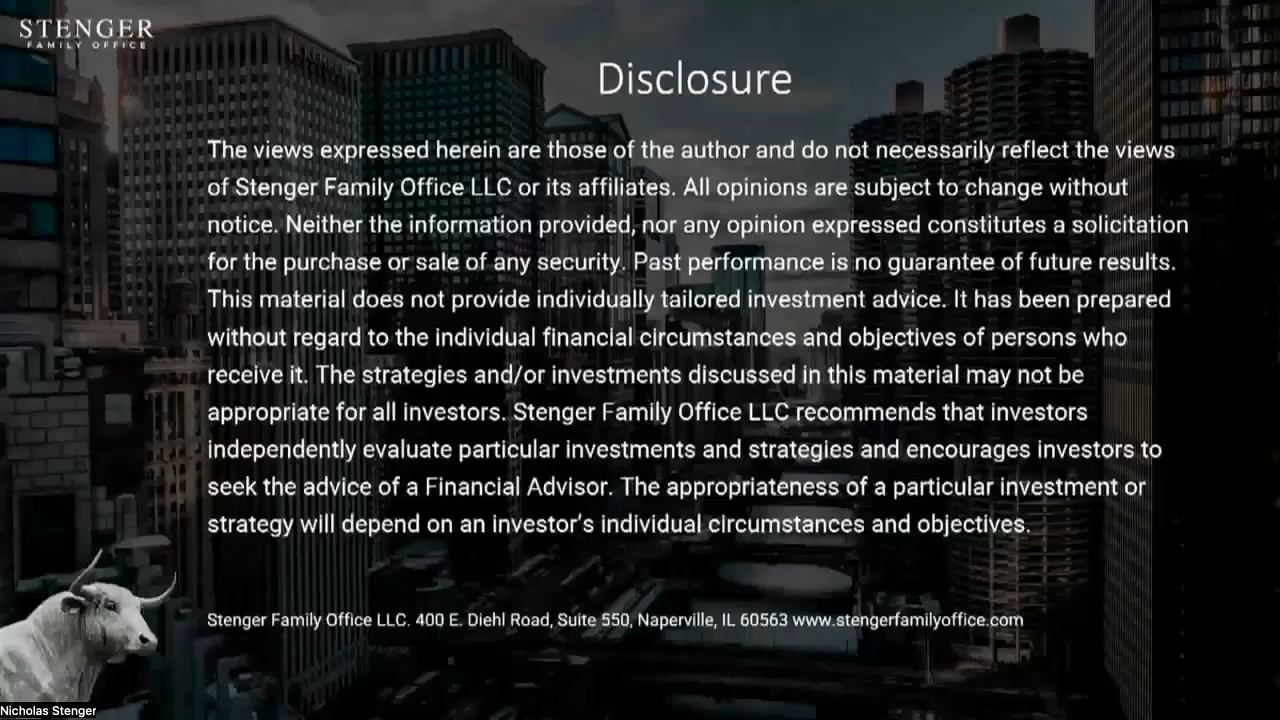 STENGER
FAMILY OFFICE
Disclosure
The views expressed herein are those of the author and do not necessarily reflect the views
of Stenger Family Office LLC or its affiliates. All opinions are subject to change without
notice. Neither the information provided, nor any opinion expressed constitutes a solicitation
for the purchase or sale of any security. Past performance is no guarantee of future results.
This material does not provide individually tailored investment advice. It has been prepared
without regard to the individual financial circumstances and objectives of persons who
receive it. The strategies and/or investments discussed in this material may not be
appropriate for all investors. Stenger Family Office LLC recommends that investors
independently evaluate particular investments and strategies and encourages investors to
seek the advice of a Financial Advisor. The appropriateness of a particular investment or
strategy will depend on an investor's individual circumstances and objectives.
Stenger Family Office LLC. 400 E. Diehl Road, Suite 550, Naperville, IL 60563 www.stengerfamilyoffice.com
Nicholas Stenger